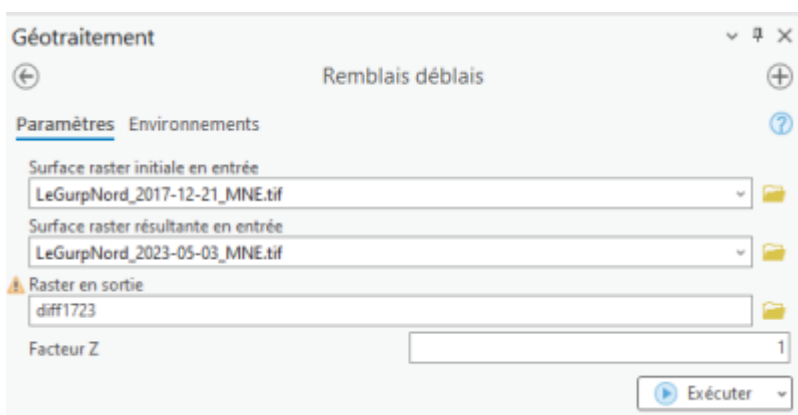 Géotraitement
Remblais déblais
Paramètres Environnements
Surface raster initiale en entrée
LeGurpNord_2017-12-21_MNE.tif
Surface raster résultante en entrée
LeGurpNord_2023-05-03_MNE.tif
Raster en sortie
diff1723
Facteur Z 1
Exécuter